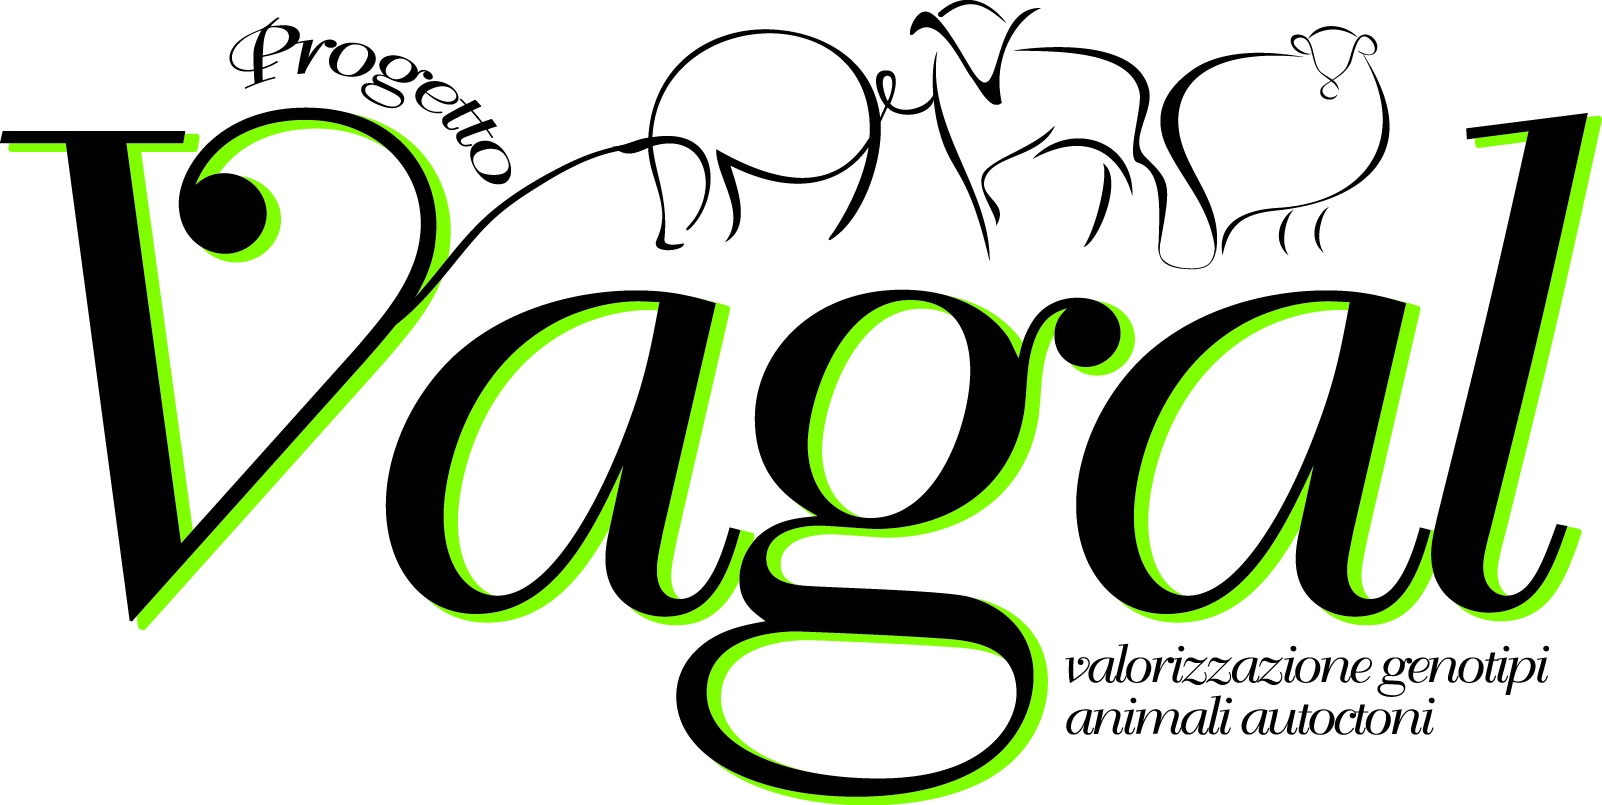 Progetto
Vagal
valorizzazione genotipi
animali autoctoni